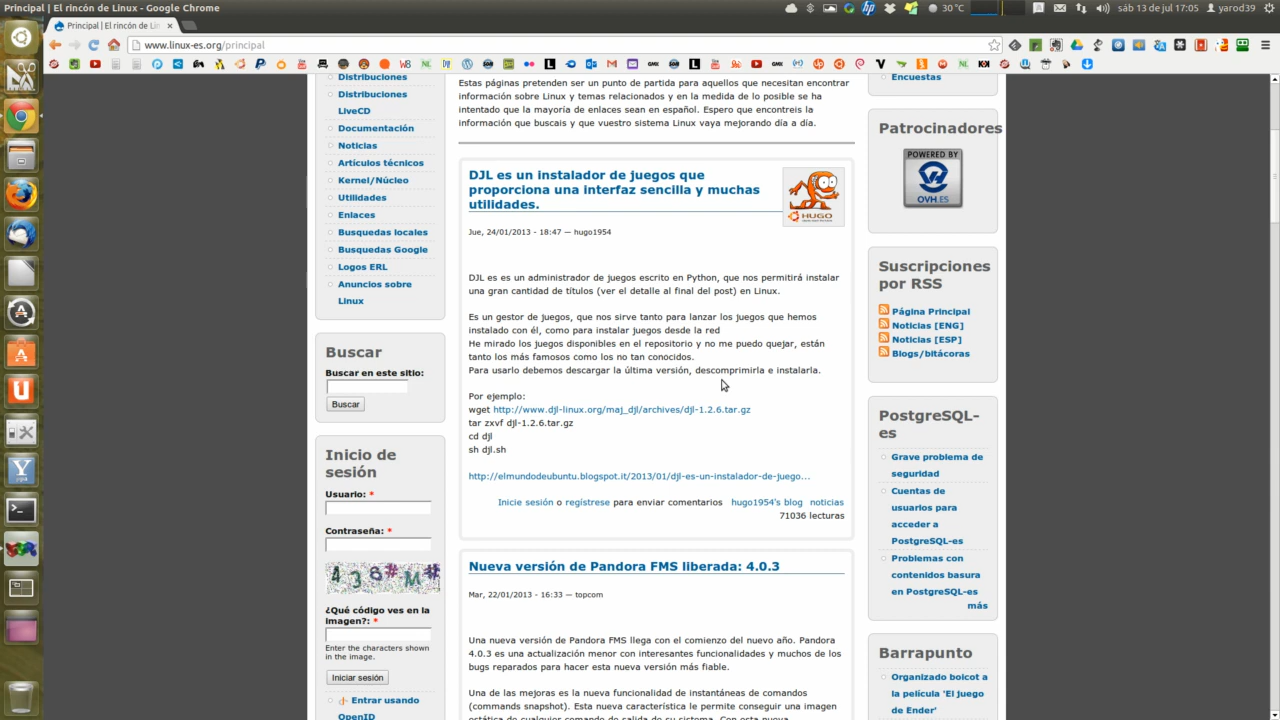 Principal | El rincón de Linux - Google Chrome
30 °C
sáb 13 de jul 17:05
yarod39
Principal | El rincón de Lin
www.linux-es.org/principal
Distribuciones
Distribuciones
LiveCD
Documentación
Noticias
Artículos técnicos
Kernel/Núcleo
Utilidades
Enlaces
Busquedas locales
Busquedas Google
Logos ERL
Anuncios sobre
Linux
Buscar
Buscar en este sitio:
Buscar
Inicio de
sesión
Usuario: *
Contraseña: *
¿Qué código ves en la
imagen?: *
Enter the characters shown
in the image.
Iniciar sesión
Entrar usando
OpenID
Estas páginas pretenden ser un punto de partida para aquellos que necesitan encontrar
información sobre Linux y temas relacionados y en la medida de lo posible se ha
intentado que la mayoría de enlaces sean en español. Espero que encontreis la
información que buscais y que vuestro sistema Linux vaya mejorando día a día.
DJL es un instalador de juegos que
proporciona una interfaz sencilla y muchas
utilidades.
HUGO
Jue, 24/01/2013 - 18:47 — hugo1954
DJL es es un administrador de juegos escrito en Python, que nos permitirá instalar
una gran cantidad de títulos (ver el detalle al final del post) en Linux.
Es un gestor de juegos, que nos sirve tanto para lanzar los juegos que hemos
instalado con él, como para instalar juegos desde la red
He mirado los juegos disponibles en el repositorio y no me puedo quejar, están
tanto los más famosos como los no tan conocidos.
Para usarlo debemos descargar la última versión, descomprimirla e instalarla.
Por ejemplo:
wget http://www.djl-linux.org/maj_djl/archives/djl-1.2.6.tar.gz
tar zxvf djl-1.2.6.tar.gz
cd djl
sh djl.sh
http://elmundodeubuntu.blogspot.it/2013/01/djl-es-un-instalador-de-juego...
Inicie sesión o regístrese para enviar comentarios hugo1954's blog noticias
71036 lecturas
Nueva versión de Pandora FMS liberada: 4.0.3
Mar, 22/01/2013 - 16:33 — topcom
Una nueva versión de Pandora FMS llega con el comienzo del nuevo año. Pandora
4.0.3 es una actualización menor con interesantes funcionalidades y muchos de los
bugs reparados para hacer esta nueva versión más fiable.
Una de las mejoras es la nueva funcionalidad de instantáneas de comandos
(commands snapshot). Esta nueva característica le permite conseguir una imagen
estática de cualquier comando de salida de su sistema. Con esta nueva
Encuestas
Patrocinadores
POWERED BY
OVH.ES
Suscripciones
por RSS
Página Principal
Noticias [ENG]
Noticias [ESP]
Blogs/bitácoras
PostgreSQL-
es
Grave problema de
seguridad
Cuentas de
usuarios para
acceder a
PostgreSQL-es
Problemas con
contenidos basura
en PostgreSQL-es
más
Barrapunto
Organizado boicot a
la película 'El juego
de Ender'